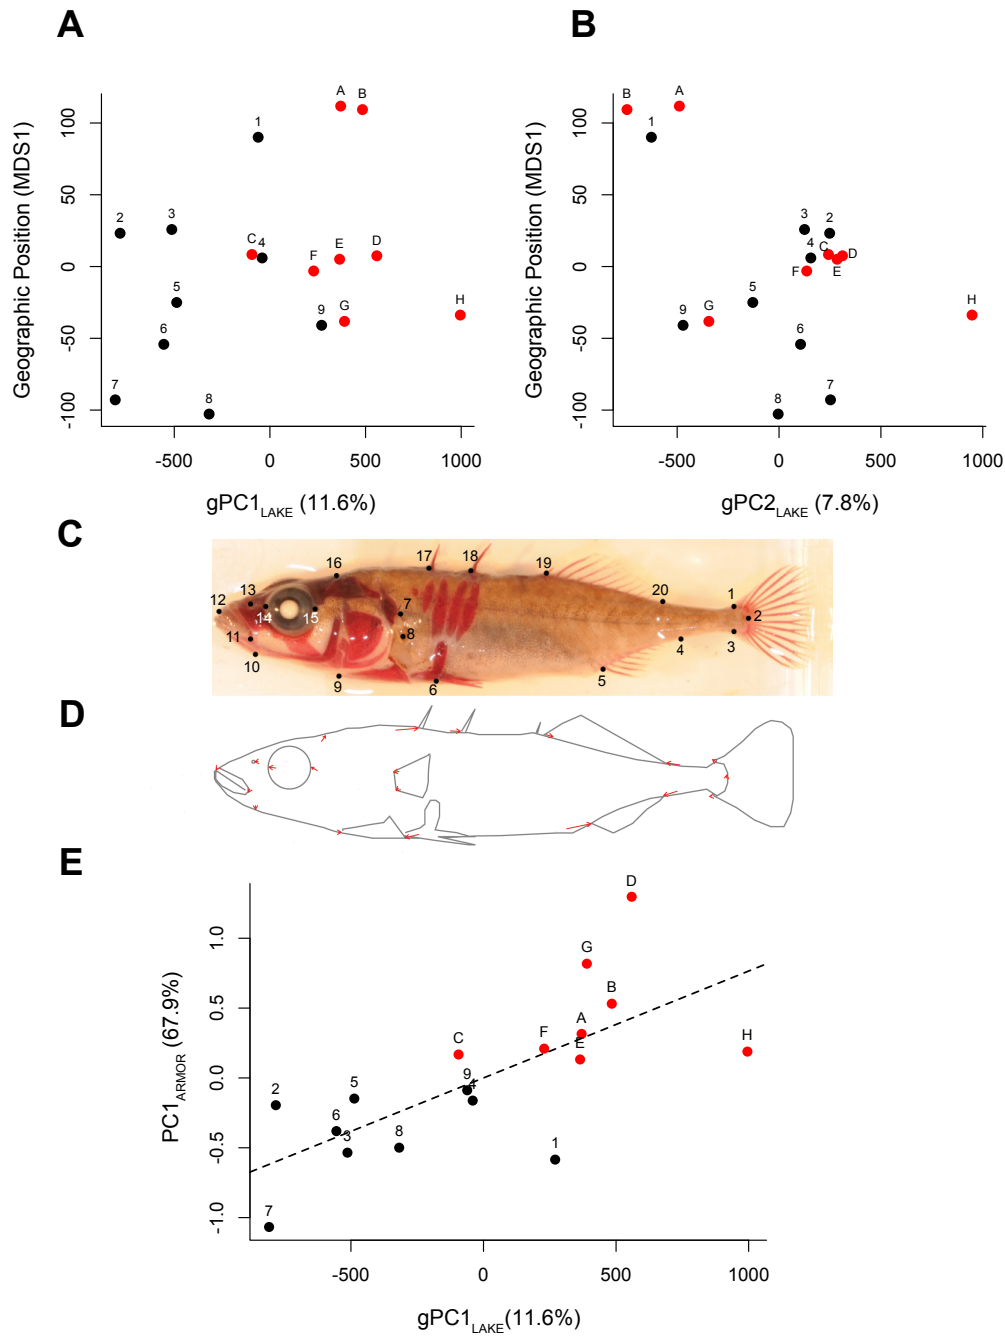 A
Geographic Position (MDS1)
100
50
0
-50
-100
A
B
1
2
3
C
4
F
E
D
5
6
9
G
H
7
8
-500
0
500
1000
gPC1LAKE (11.6%)
B
Geographic Position (MDS1)
100
50
0
-50
-100
B
A
1
3
2
4
C
D
F
E
5
9
G
6
H
7
8
-500
0
500
1000
gPC2LAKE (7.8%)
C
12
13
14
15
16
17
18
19
20
1
2
3
4
5
6
7
8
9
10
11
D
E
PC1ARMOR (67.9%)
1.0
0.5
0.0
-0.5
-1.0
D
G
B
A
F
E
C
H
9
4
2
5
6
3
8
1
7
-500
0
500
1000
gPC1LAKE(11.6%)